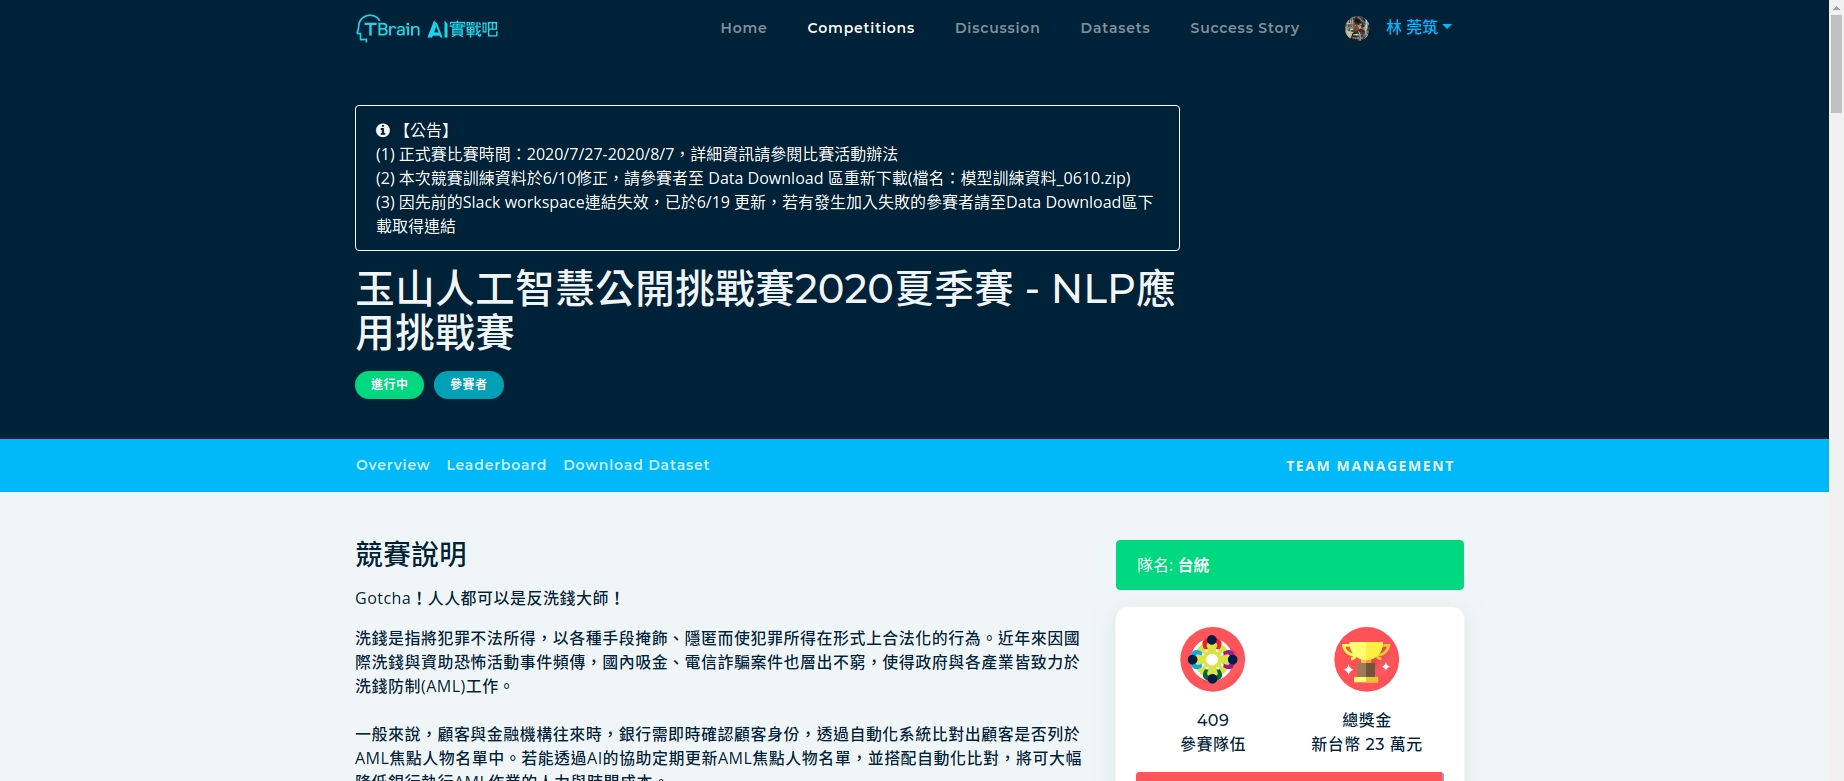 TBrain AI實戰吧
Home Competitions Discussion Datasets Success Story 林 莞筑
【公告】
(1) 正式賽比賽時間：2020/7/27-2020/8/7，詳細資訊請參閱比賽活動辦法
(2) 本次競賽訓練資料於6/10修正，請參賽者至 Data Download 區重新下載(檔名：模型訓練資料_0610.zip)
(3) 因先前的Slack workspace連結失效，已於6/19 更新，若有發生加入失敗的參賽者請至Data Download區下
載取得連結
玉山人工智慧公開挑戰賽2020夏季賽 - NLP應
用挑戰賽
進行中 參賽者
Overview Leaderboard Download Dataset TEAM MANAGEMENT
競賽說明
Gotcha！人人都可以是反洗錢大師！
洗錢是指將犯罪不法所得，以各種手段掩飾、隱匿而使犯罪所得在形式上合法化的行為。近年來因國
際洗錢與資助恐怖活動事件頻傳，國內吸金、電信詐騙案件也層出不窮，使得政府與各產業皆致力於
洗錢防制(AML)工作。
一般來說，顧客與金融機構往來時，銀行需即時確認顧客身份，透過自動化系統比對出顧客是否列於
AML焦點人物名單中。若能透過AI的協助定期更新AML焦點人物名單，並搭配自動化比對，將可大幅
降低銀行執行AML作業的人力與時間成本。
隊名: 台統
409
參賽隊伍
總獎金
新台幣 23 萬元